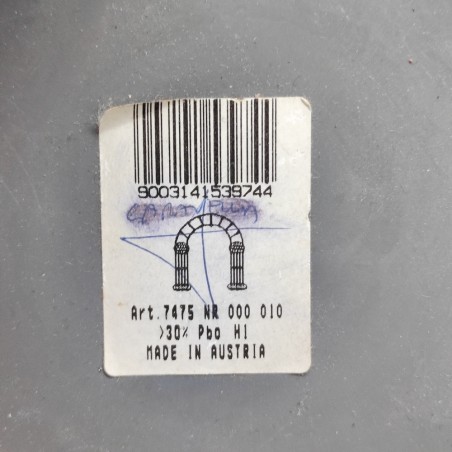 9003141539744
Art.7475 NR 000 010
>30% Pbo H1
MADE IN AUSTRIA